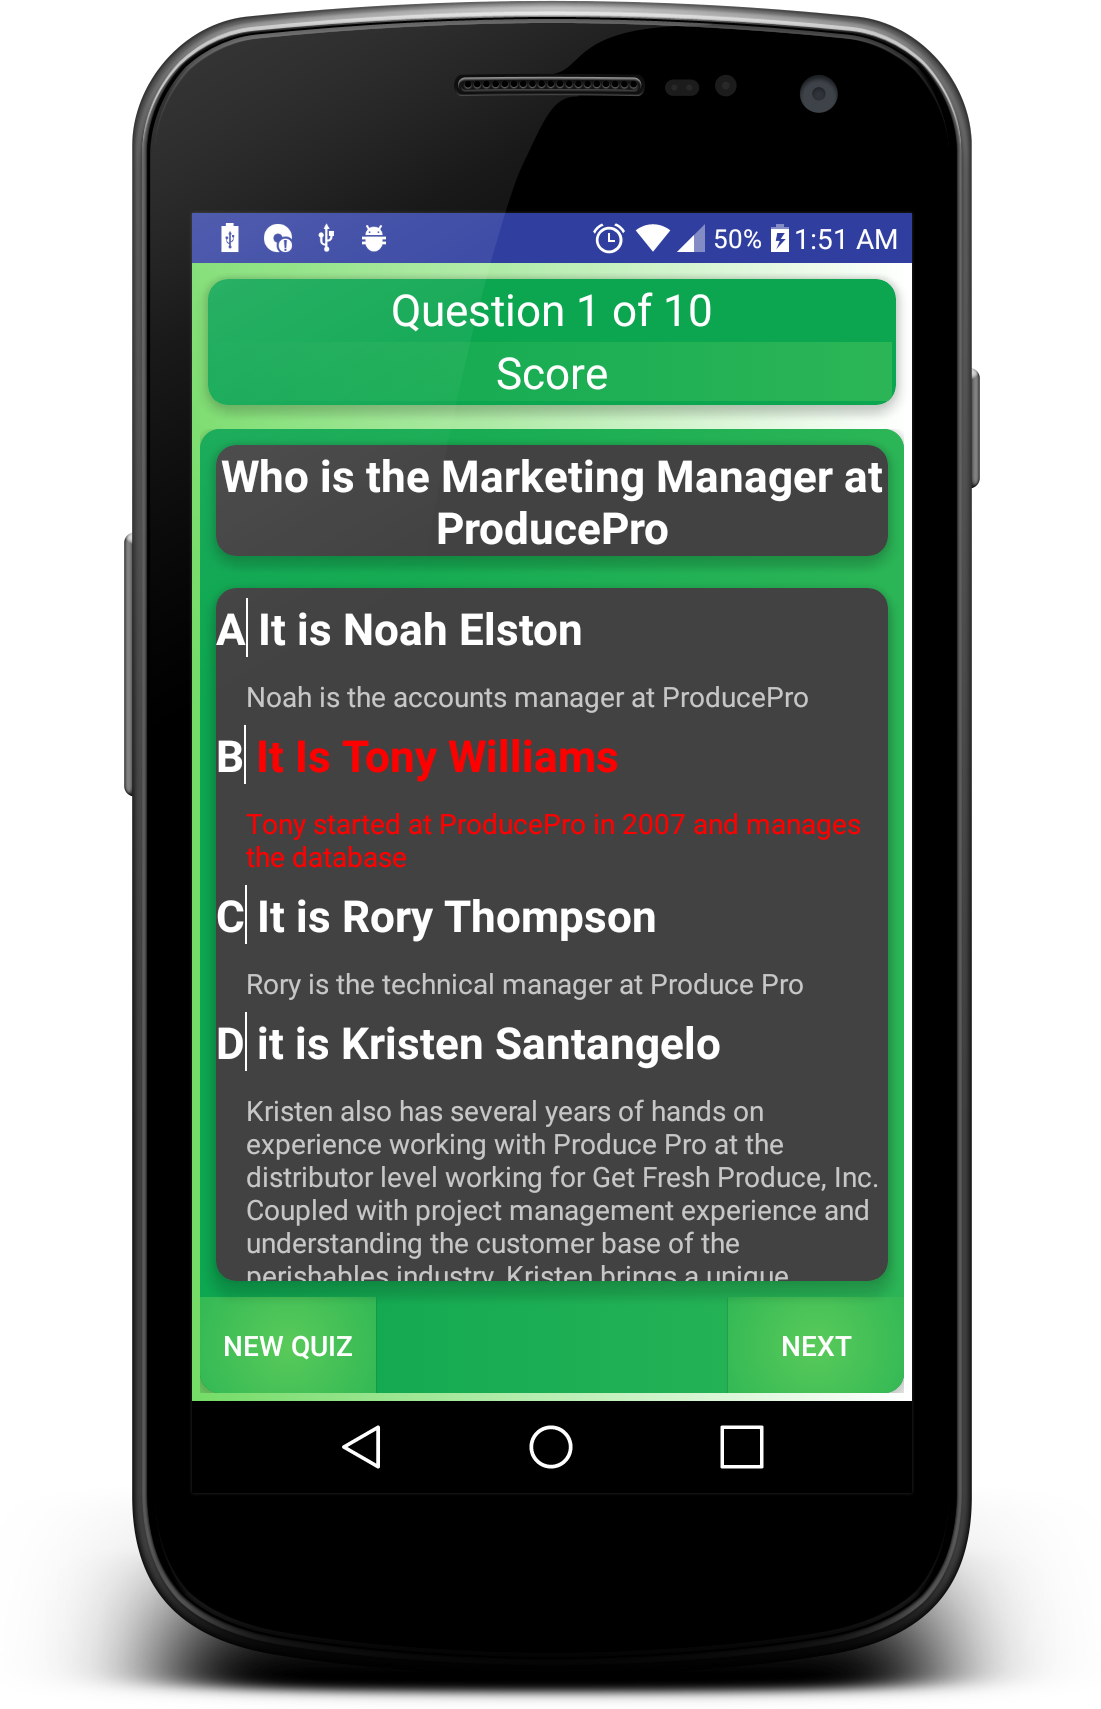 50% 1:51 AM
Question 1 of 10
Score
Who is the Marketing Manager at
ProducePro
A It is Noah Elston
Noah is the accounts manager at ProducePro
B It Is Tony Williams
Tony started at ProducePro in 2007 and manages
the database
C It is Rory Thompson
Rory is the technical manager at Produce Pro
D it is Kristen Santangelo
Kristen also has several years of hands on
experience working with Produce Pro at the
distributor level working for Get Fresh Produce, Inc.
Coupled with project management experience and
understanding the customer base of the
perishables industry, Kristen brings a unique
NEW QUIZ NEXT